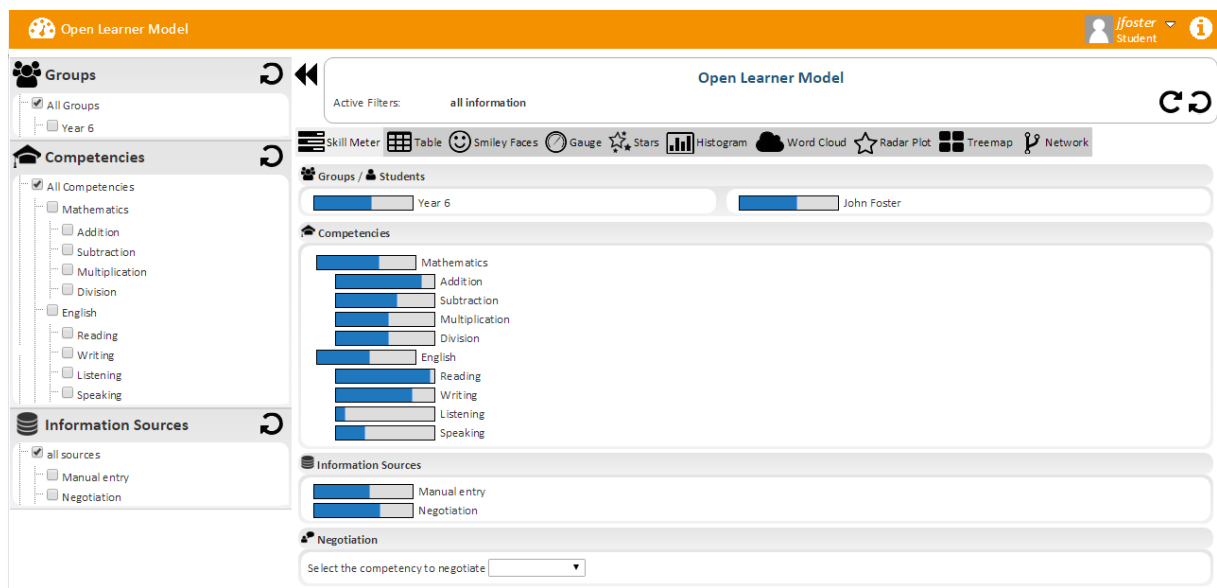 Open Learner Model
jfoster
Student
Groups
All Groups
Year 6
Competencies
All Competencies
Mathematics
Addition
Subtraction
Multiplication
Division
English
Reading
Writing
Listening
Speaking
Information Sources
all sources
Manual entry
Negotiation
Open Learner Model
Active Filters: all information
Skill Meter Table Smiley Faces Gauge Stars Histogram Word Cloud Radar Plot Treemap Network
Groups / Students
Year 6 John Foster
Competencies
Mathematics
Addition
Subtraction
Multiplication
Division
English
Reading
Writing
Listening
Speaking
Information Sources
Manual entry
Negotiation
Negotiation
Select the competency to negotiate